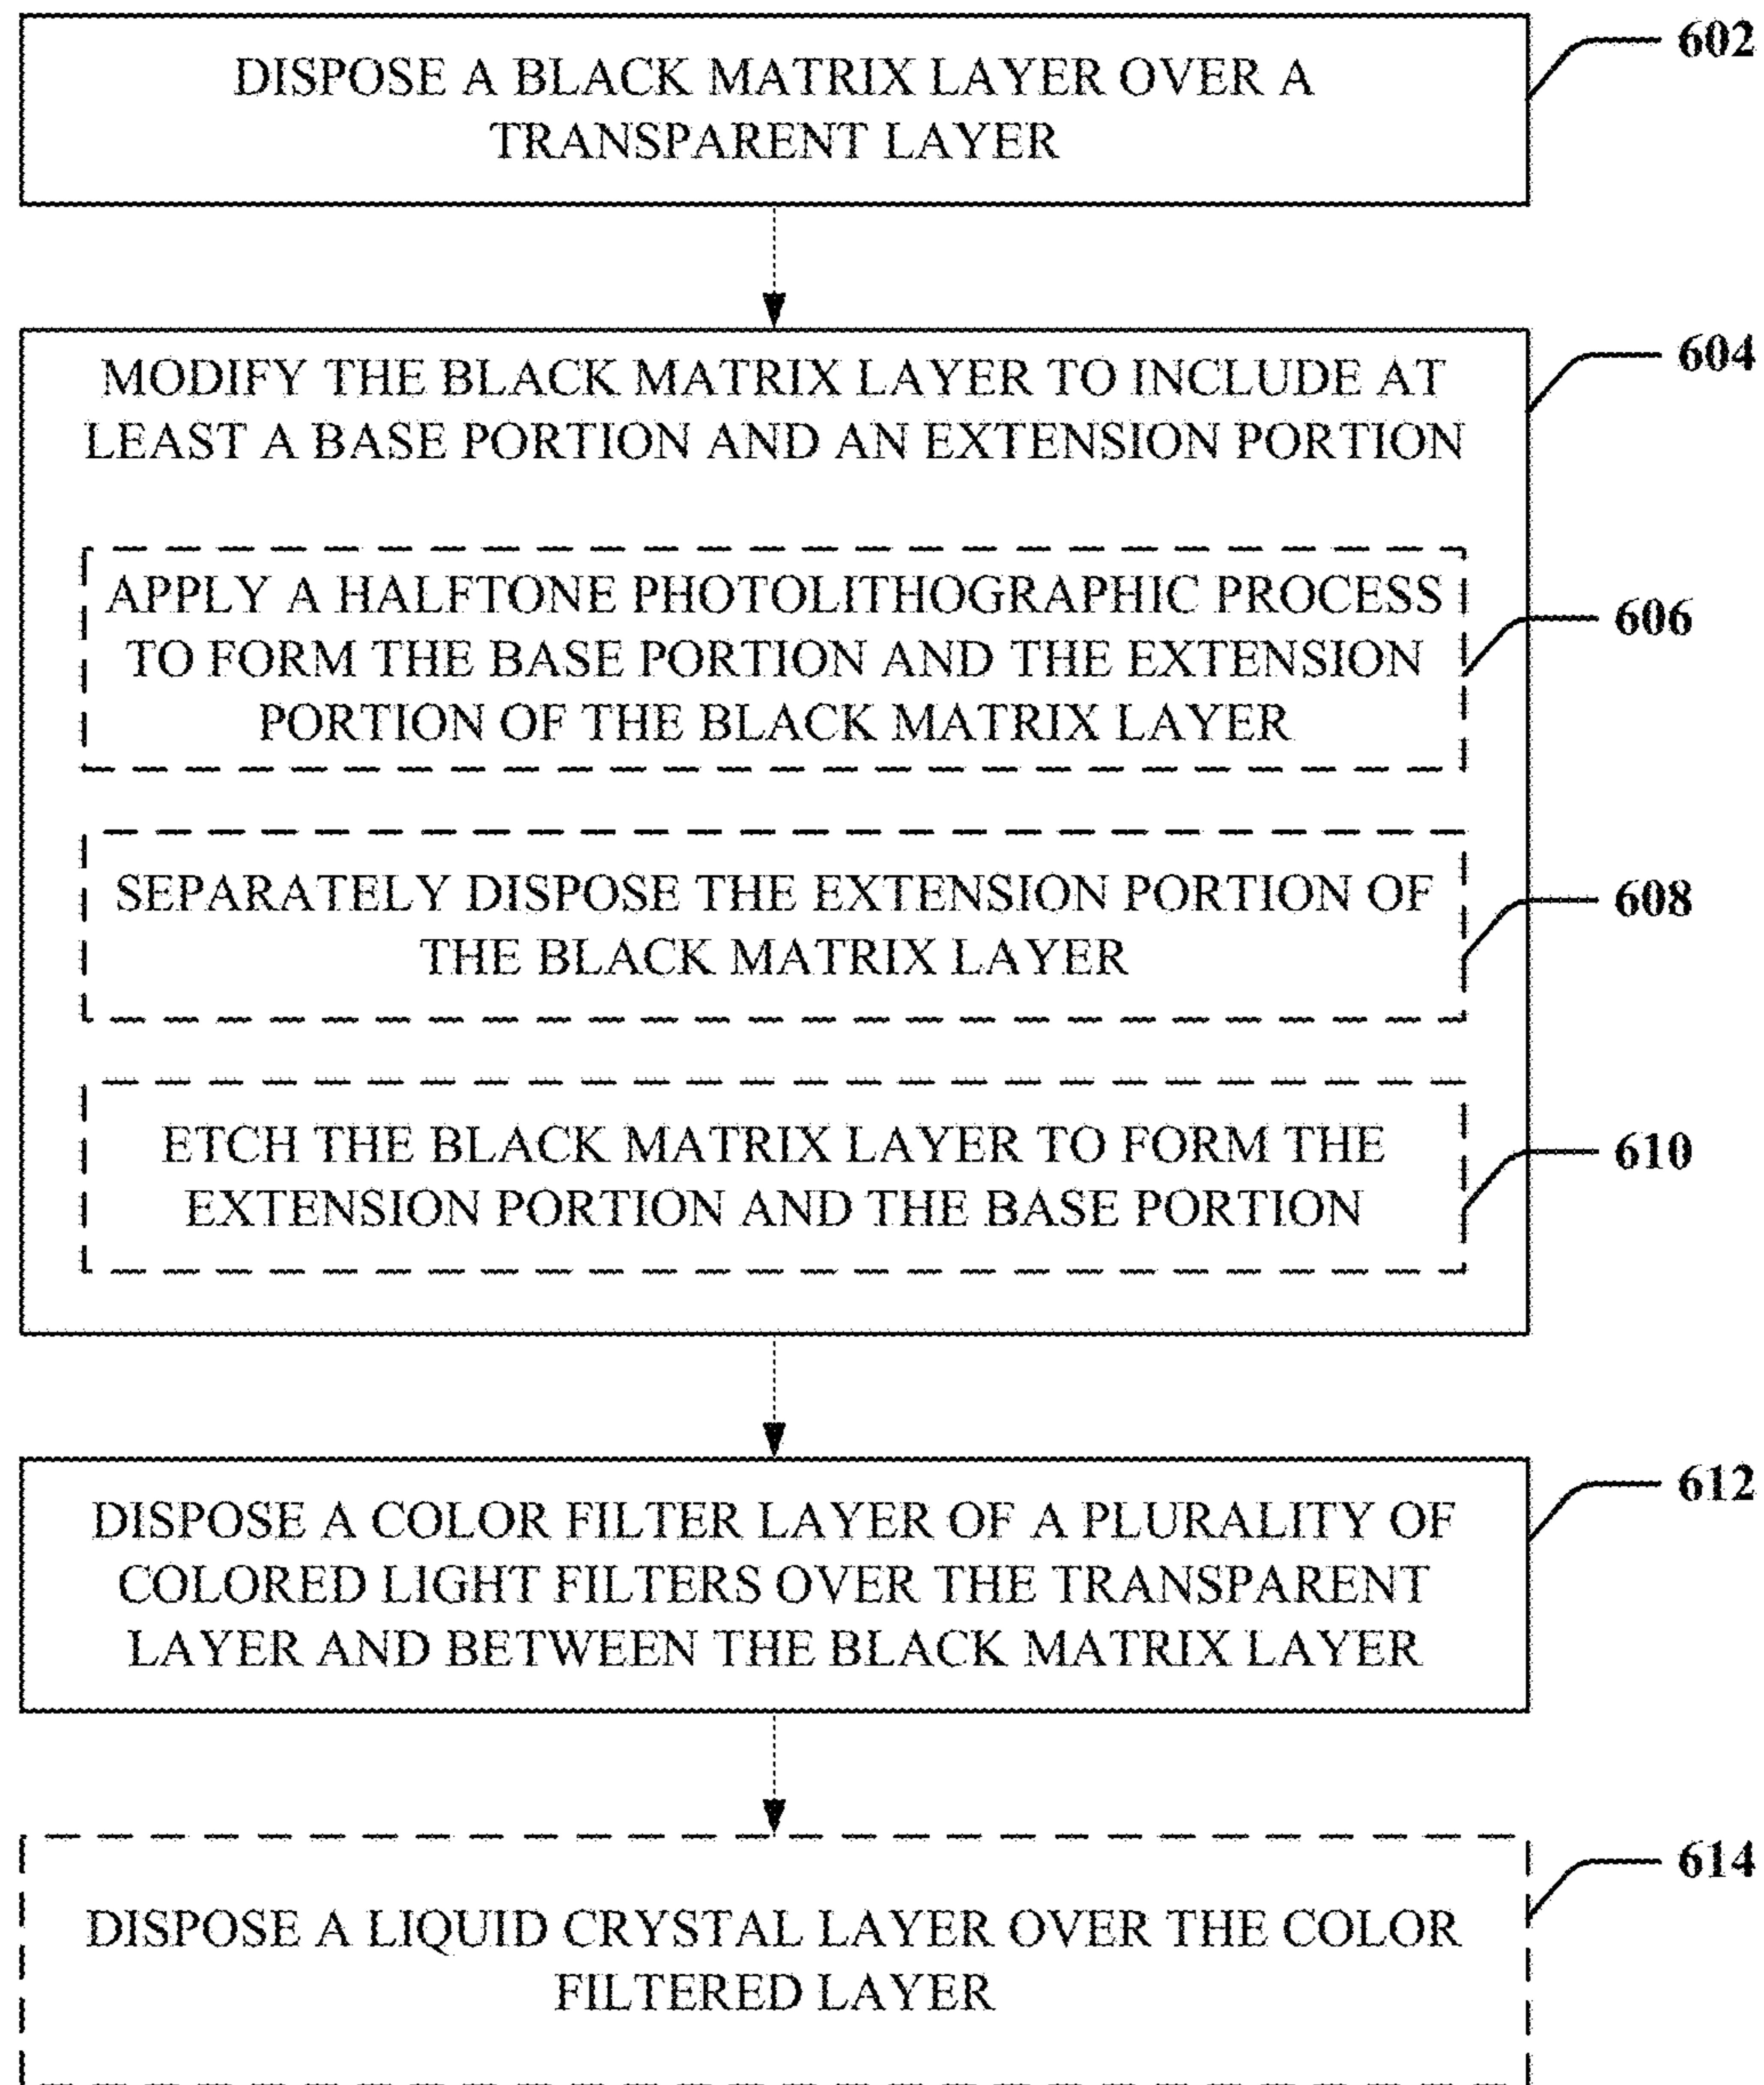 DISPOSE A BLACK MATRIX LAYER OVER A
TRANSPARENT LAYER
602
MODIFY THE BLACK MATRIX LAYER TO INCLUDE AT
LEAST A BASE PORTION AND AN EXTENSION PORTION
604
APPLY A HALFTONE PHOTOLITHOGRAPHIC PROCESS
TO FORM THE BASE PORTION AND THE EXTENSION
PORTION OF THE BLACK MATRIX LAYER
606
SEPARATELY DISPOSE THE EXTENSION PORTION OF
THE BLACK MATRIX LAYER
608
ETCH THE BLACK MATRIX LAYER TO FORM THE
EXTENSION PORTION AND THE BASE PORTION
610
DISPOSE A COLOR FILTER LAYER OF A PLURALITY OF
COLORED LIGHT FILTERS OVER THE TRANSPARENT
LAYER AND BETWEEN THE BLACK MATRIX LAYER
612
DISPOSE A LIQUID CRYSTAL LAYER OVER THE COLOR
FILTERED LAYER
614